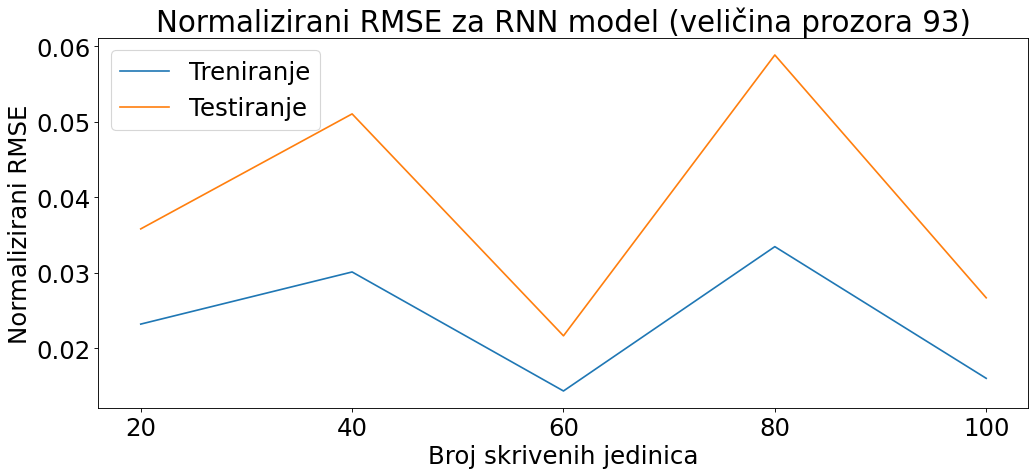 Normalizirani RMSE za RNN model (veličina prozora 93)
Treniranje
Testiranje
Normalizirani RMSE
0.06
0.05
0.04
0.03
0.02
20 40 60 80 100
Broj skrivenih jedinica